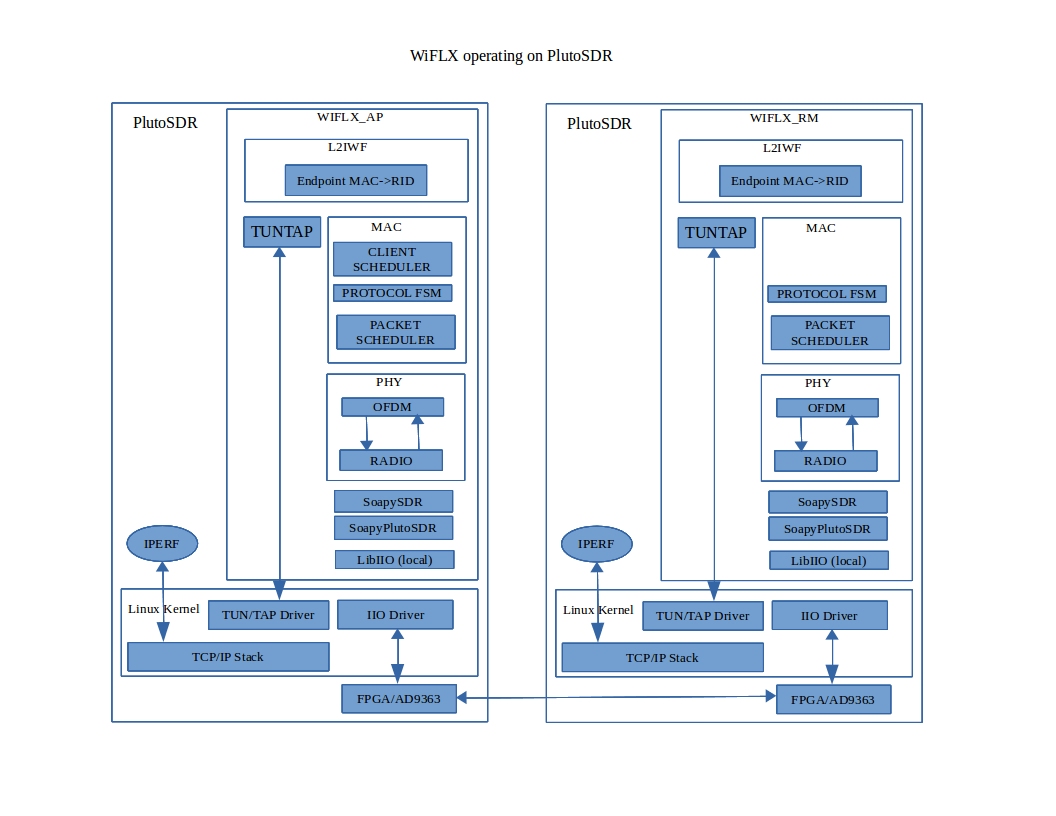 WiFLX operating on PlutoSDR
PlutoSDR
WIFLX_AP
L2IWF
Endpoint MAC->RID
TUNTAP
MAC
CLIENT
SCHEDULER
PROTOCOL FSM
PACKET
SCHEDULER
PHY
OFDM
RADIO
SoapySDR
SoapyPlutoSDR
LibIIO (local)
IPERF
Linux Kernel
TUN/TAP Driver
IIO Driver
TCP/IP Stack
FPGA/AD9363
PlutoSDR
WIFLX_RM
L2IWF
Endpoint MAC->RID
TUNTAP
MAC
PROTOCOL FSM
PACKET
SCHEDULER
PHY
OFDM
RADIO
SoapySDR
SoapyPlutoSDR
LibIIO (local)
IPERF
Linux Kernel
TUN/TAP Driver
IIO Driver
TCP/IP Stack
FPGA/AD9363